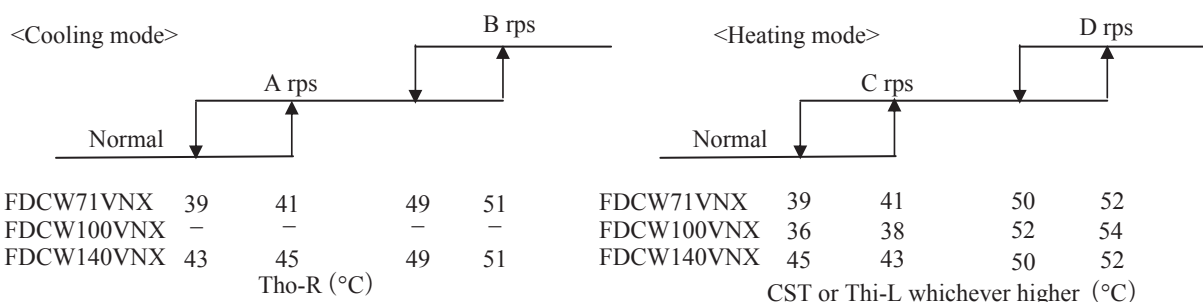 <Cooling mode>
B rps
A rps
Normal
FDCW71VNX 39 41 49 51
FDCW100VNX – – – –
FDCW140VNX 43 45 49 51
Tho-R (°C)
<Heating mode>
D rps
C rps
Normal
FDCW71VNX 39 41 50 52
FDCW100VNX 36 38 52 54
FDCW140VNX 45 43 50 52
CST or Thi-L whichever higher (°C)